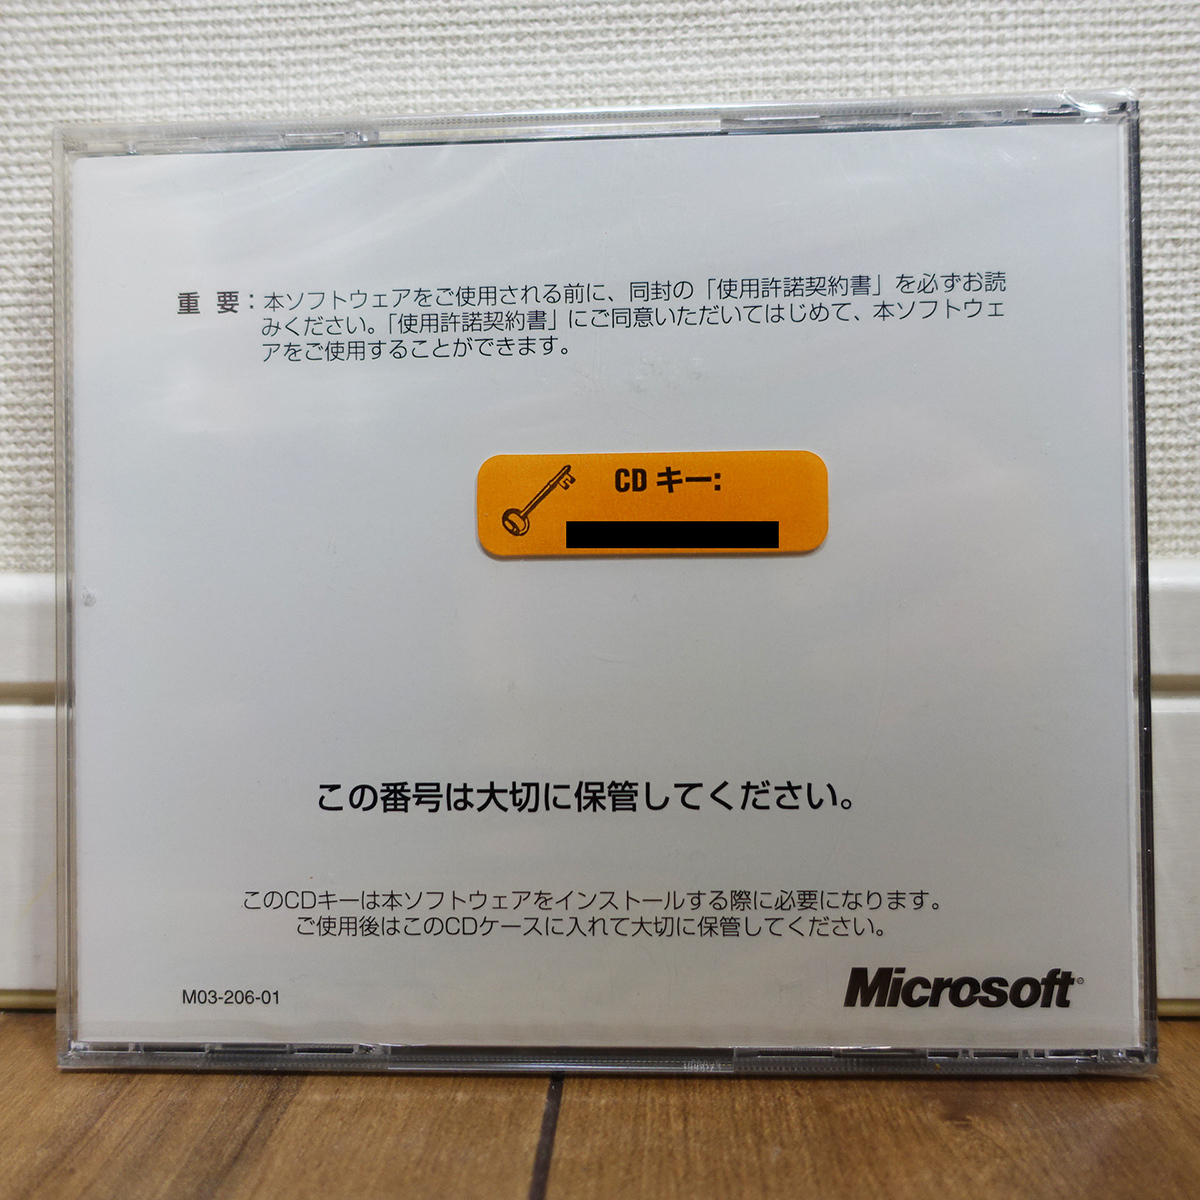 重 要：本ソフトウェアをご使用される前に、同封の「使用許諾契約書」を必ずお読
みください。「使用許諾契約書」にご同意いただいてはじめて、本ソフトウェ
アをご使用することができます。
CD キー:
この番号は大切に保管してください。
このCDキーは本ソフトウェアをインストールする際に必要になります。
ご使用後はこのCDケースに入れて大切に保管してください。
M03-206-01
Microsoft®